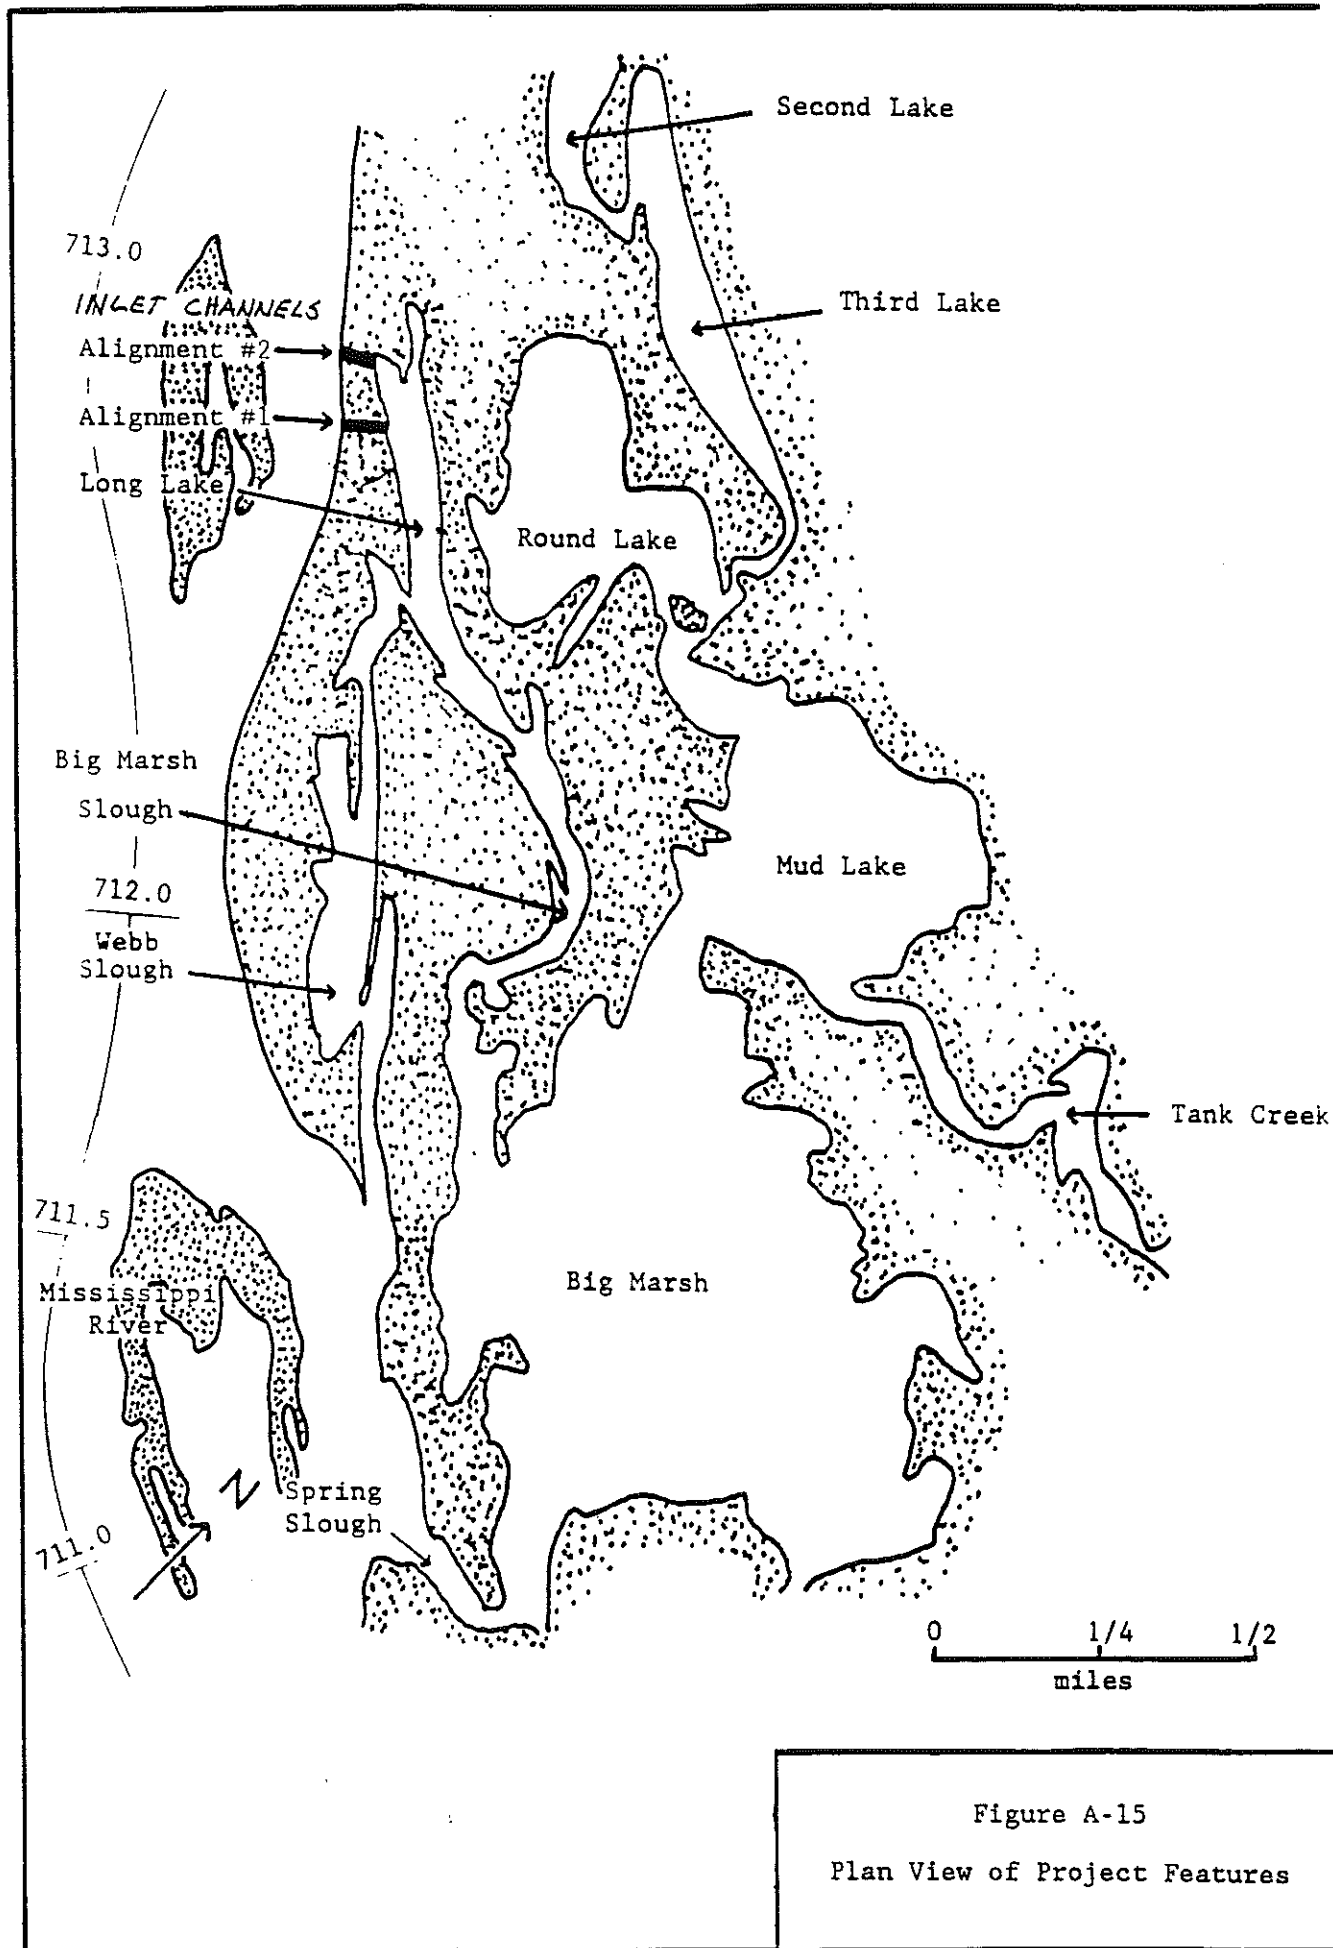 Second Lake
713.0
INLET CHANNELS
Third Lake
Alignment #2
Alignment #1
Long Lake
Round Lake
Big Marsh
Slough
Mud Lake
712.0
Webb
Slough
Tank Creek
711.5
Big Marsh
Mississippi
River
N
Spring
Slough
711.0
0 1/4 1/2
miles
Figure A-15
Plan View of Project Features